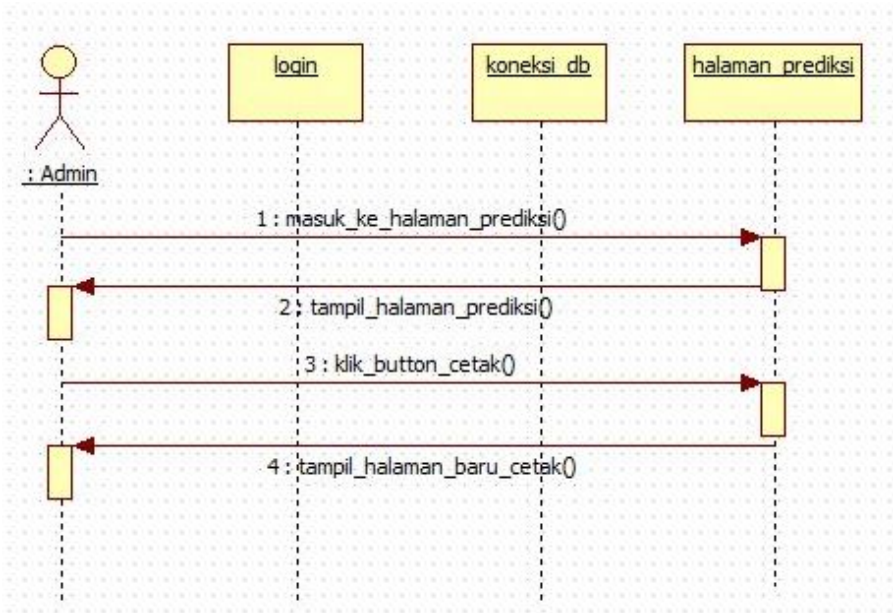 login
koneksi_db
halaman_prediksi
: Admin
1 : masuk_ke_halaman_prediksi()
2 : tampil_halaman_prediksi()
3 : klik_button_cetak()
4 : tampil_halaman_baru_cetak()